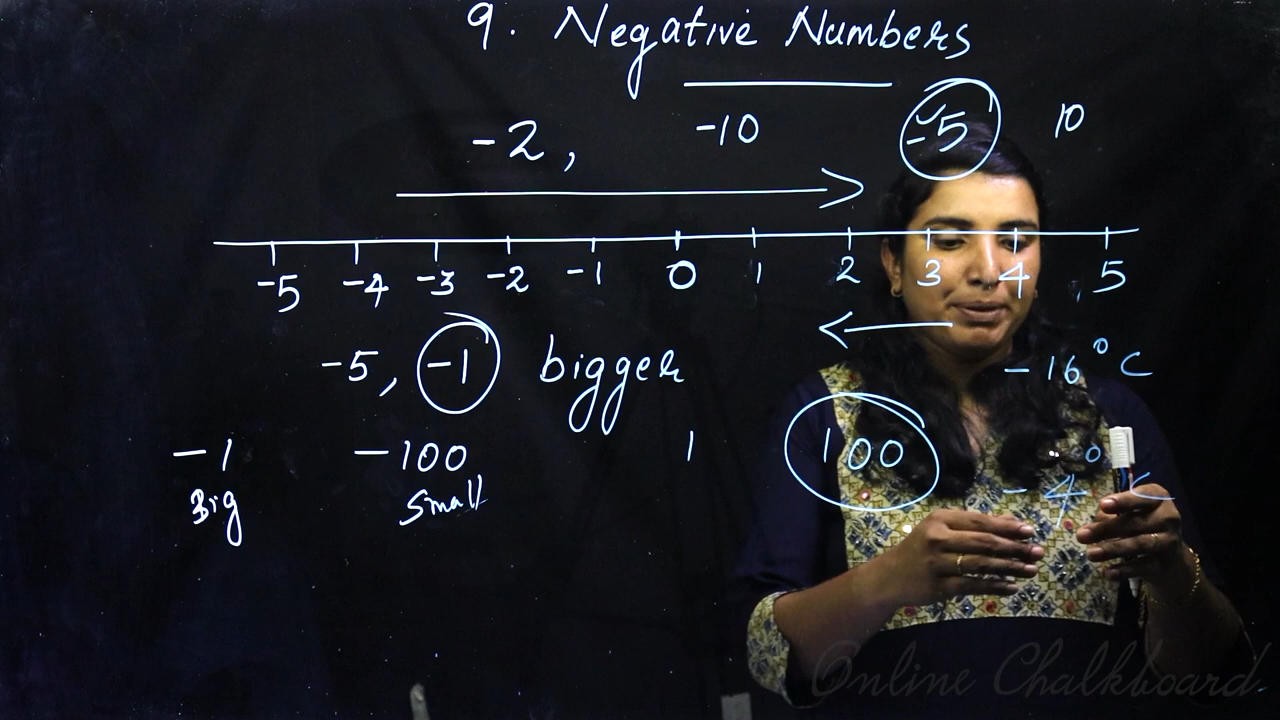 9. Negative Numbers
-2, -10 -5 10
-5 -4 -3 -2 -1 0 1 2 3 4 5
-5, -1 bigger -16°C
-1 -100 1 100
Big Small -4°C
Online Chalkboard